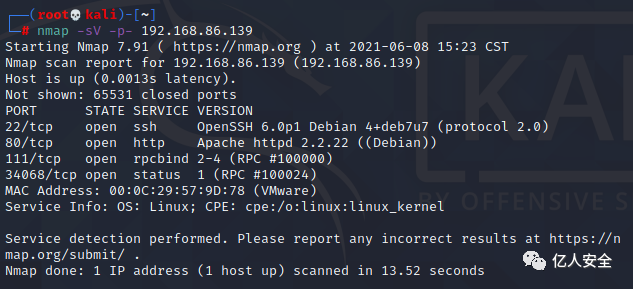 (root💀kali)-[~]
# nmap -sV -p- 192.168.86.139
Starting Nmap 7.91 ( https://nmap.org ) at 2021-06-08 15:23 CST
Nmap scan report for 192.168.86.139 (192.168.86.139)
Host is up (0.0013s latency).
Not shown: 65531 closed ports
PORT      STATE SERVICE VERSION
22/tcp    open  ssh     OpenSSH 6.0p1 Debian 4+deb7u7 (protocol 2.0)
80/tcp    open  http    Apache httpd 2.2.22 ((Debian))
111/tcp   open  rpcbind 2-4 (RPC #100000)
34068/tcp open  status  1 (RPC #100024)
MAC Address: 00:0C:29:57:9D:78 (VMware)
Service Info: OS: Linux; CPE: cpe:/o:linux:linux_kernel
Service detection performed. Please report any incorrect results at https://n
map.org/submit/ .
Nmap done: 1 IP address (1 host up) scanned in 13.52 seconds
KA
BY OFFENSIVE S
亿人安全